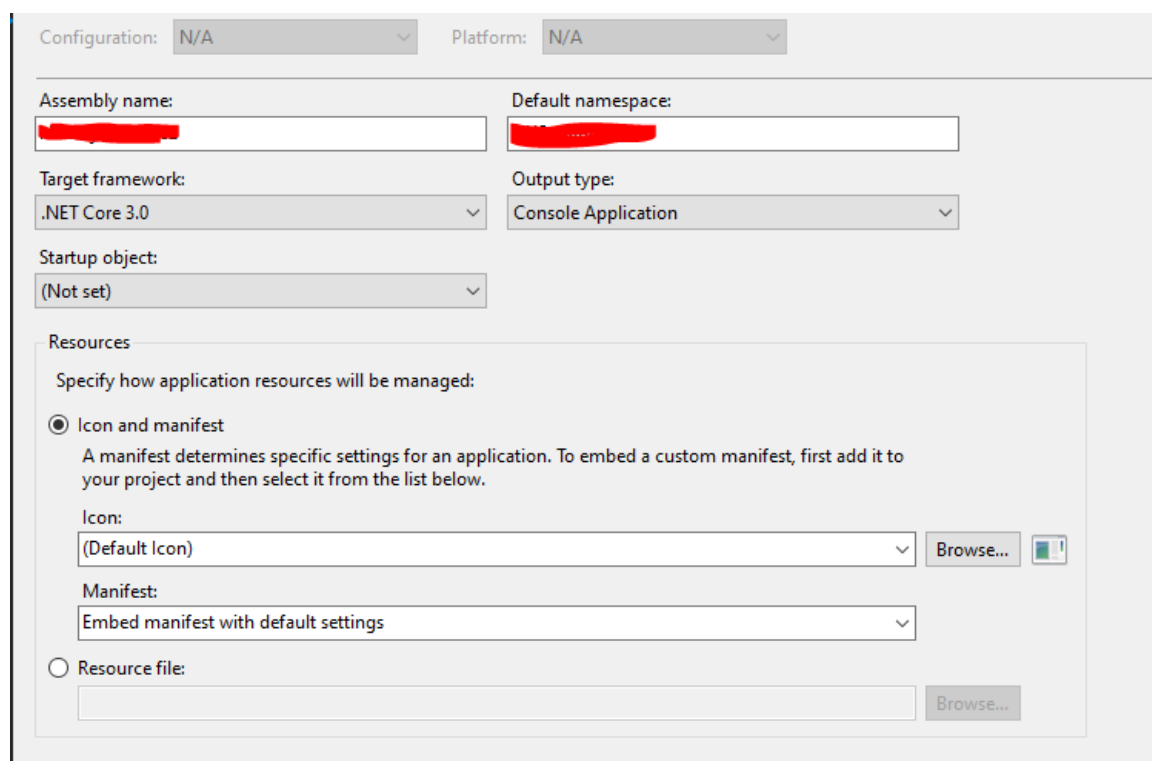 Configuration: N/A Platform: N/A
Assembly name: Default namespace:
Target framework: Output type:
.NET Core 3.0 Console Application
Startup object:
(Not set)
Resources
Specify how application resources will be managed:
Icon and manifest
A manifest determines specific settings for an application. To embed a custom manifest, first add it to
your project and then select it from the list below.
Icon:
(Default Icon) Browse...
Manifest:
Embed manifest with default settings
Resource file:
Browse...